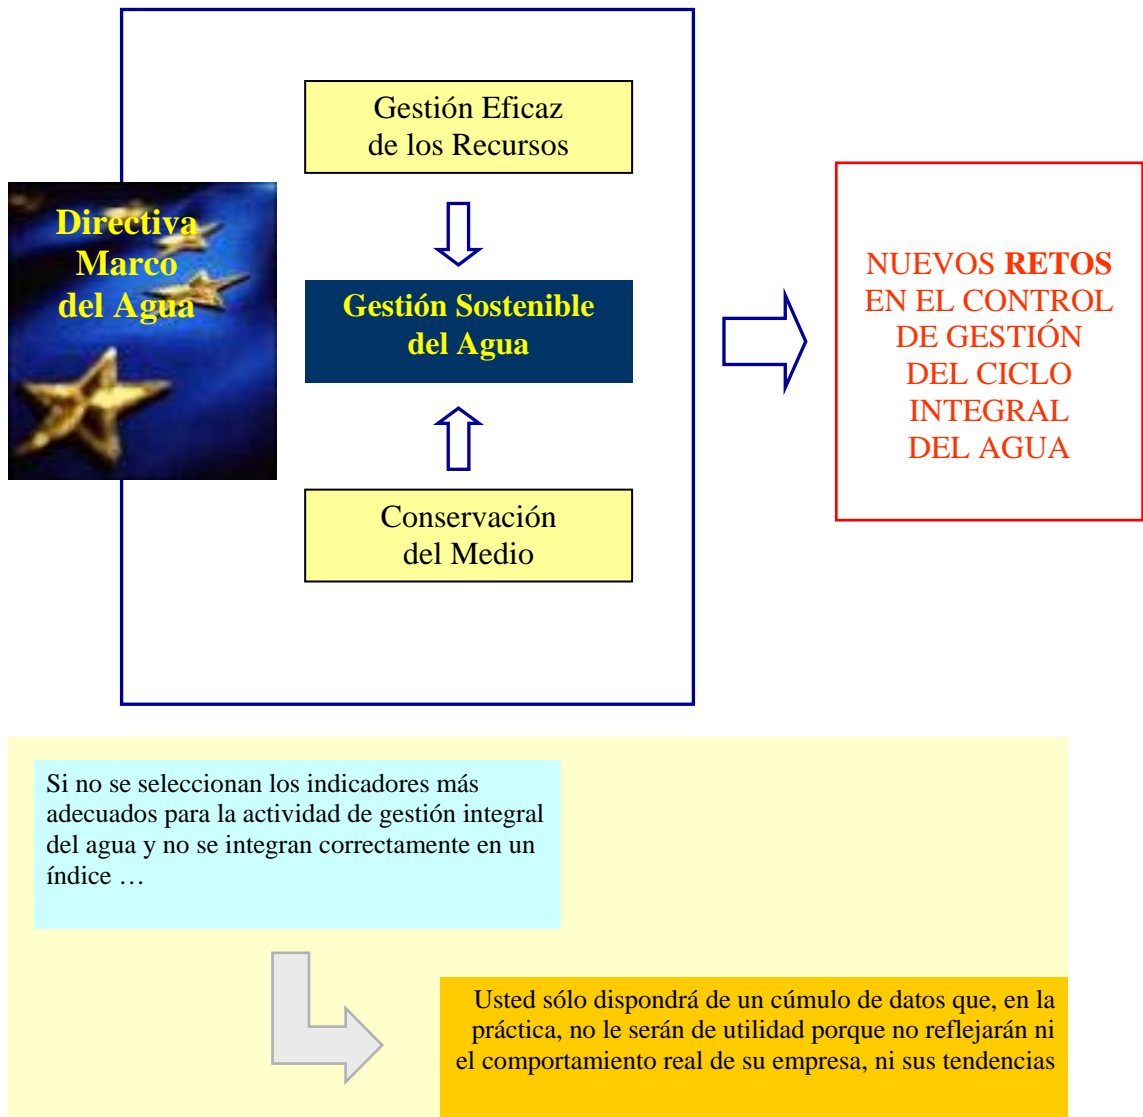 Gestión Eficaz
de los Recursos
Directiva
Marco
del Agua
Gestión Sostenible
del Agua
Conservación
del Medio
NUEVOS RETOS
EN EL CONTROL
DE GESTIÓN
DEL CICLO
INTEGRAL
DEL AGUA
Si no se seleccionan los indicadores más
adecuados para la actividad de gestión integral
del agua y no se integran correctamente en un
índice …
Usted sólo dispondrá de un cúmulo de datos que, en la
práctica, no le serán de utilidad porque no reflejarán ni
el comportamiento real de su empresa, ni sus tendencias